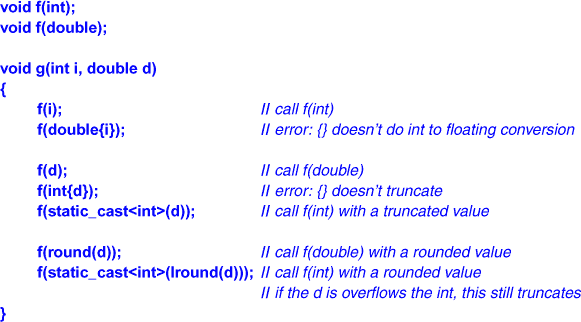 void f(int);
void f(double);
void g(int i, double d)
{
f(i); // call f(int)
f(double{i}); // error: {} doesn’t do int to floating conversion
f(d); // call f(double)
f(int{d}); // error: {} doesn’t truncate
f(static_cast<int>(d)); // call f(int) with a truncated value
f(round(d)); // call f(double) with a rounded value
f(static_cast<int>(lround(d))); // call f(int) with a rounded value
// if the d is overflows the int, this still truncates
}